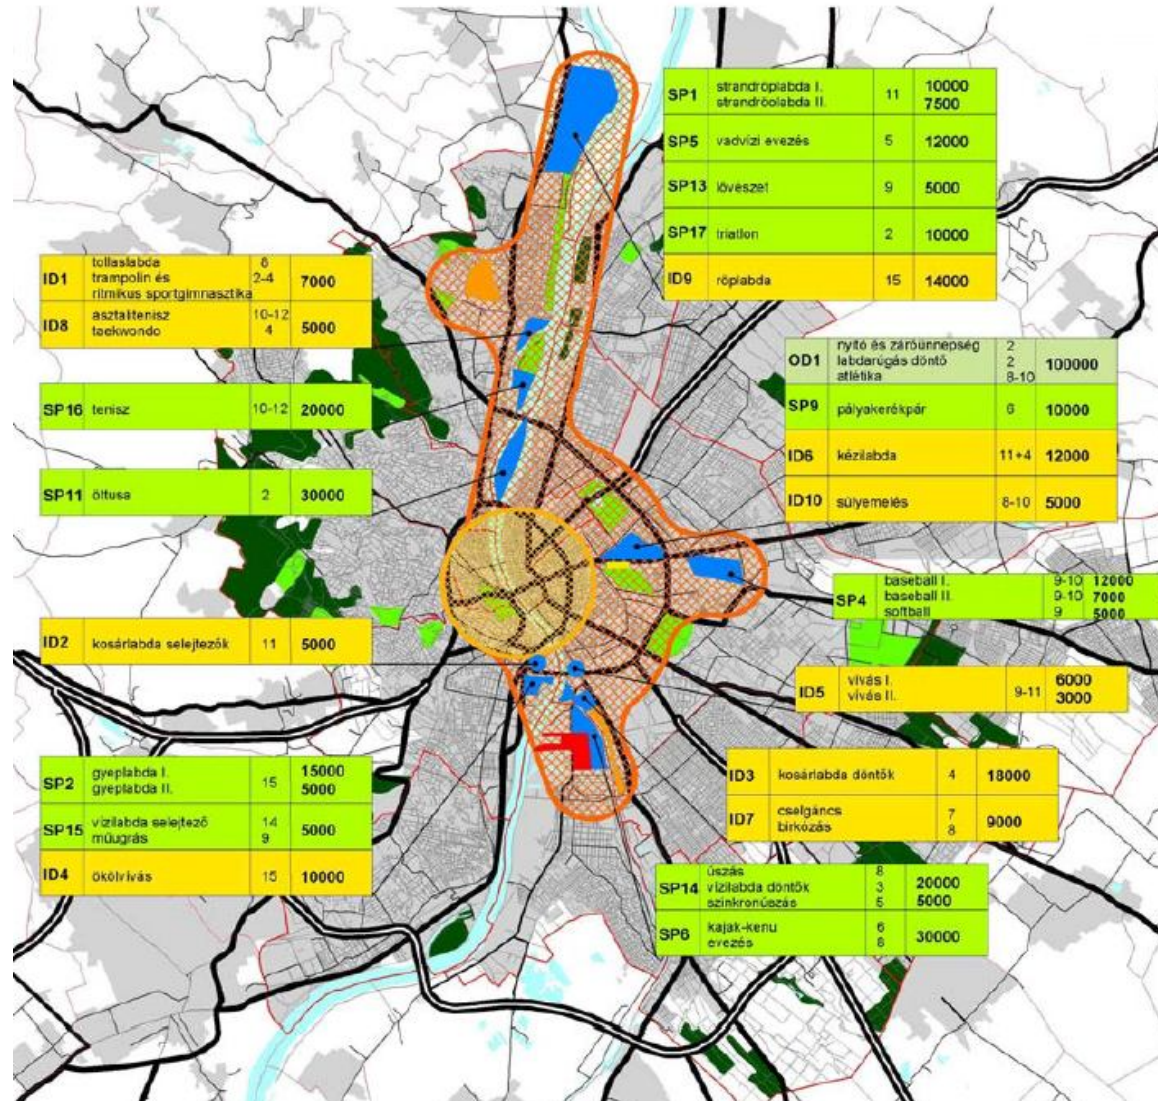 SP1 strandröplabda I. 11 10000
strandröolabda II. 7500
SP5 vadvízi evezés 5 12000
SP13 lövészet 9 5000
SP17 triatlon 2 10000
ID9 röplabda 15 14000
ID1 tollaslabda 6 7000
trampolin és 2-4
ritmikus sportgimnasztika
ID8 asztalitenisz 10-12 5000
taekwondo 4
SP16 tenisz 10-12 20000
SP11 öttusa 2 30000
OD1 nyitó és záróünnepség 2 100000
labdarúgás döntő 2
atlétika 8-10
SP9 pályakerékpár 6 10000
ID6 kézilabda 11+4 12000
ID10 súlyemelés 8-10 5000
SP4 baseball I. 9-10 12000
baseball II. 9-10 7000
softball 9 5000
ID2 kosárlabda selejtezők 11 5000
ID5 vívás I. 9-11 6000
vívás II. 3000
SP2 gyeplabda I. 15 15000
gyeplabda II. 5000
SP15 vízilabda selejtező 14 5000
műugrás 9
ID4 ökölvívás 15 10000
ID3 kosárlabda döntők 4 18000
ID7 cselgáncs 7 9000
birkózás 8
SP14 úszás 8 20000
vízilabda döntők 3 5000
szinkronúszás 5
SP6 kajak-kenu 6 30000
evezés 8